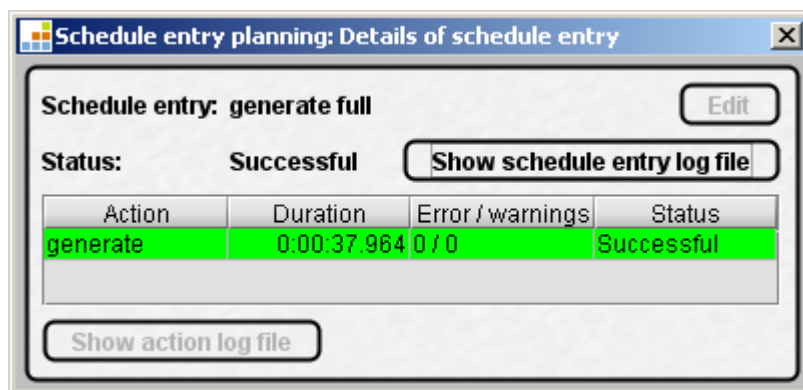 Schedule entry planning: Details of schedule entry
Schedule entry: generate full Edit
Status: Successful Show schedule entry log file
Action Duration Error / warnings Status
generate 0:00:37.964 0 / 0 Successful
Show action log file